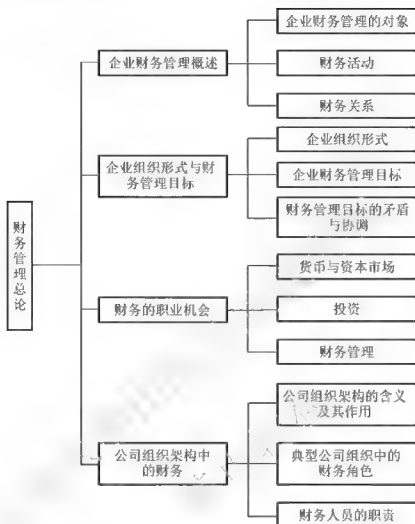 财务管理总论
企业财务管理概述
企业财务管理的对象
财务活动
财务关系
企业组织形式与财
务管理目标
企业组织形式
企业财务管理目标
财务管理目标的矛盾
与协调
财务的职业机会
货币与资本市场
投资
财务管理
公司组织架构中
的财务
公司组织架构的含义
及其作用
典型公司组织中的
财务角色
财务人员的职责